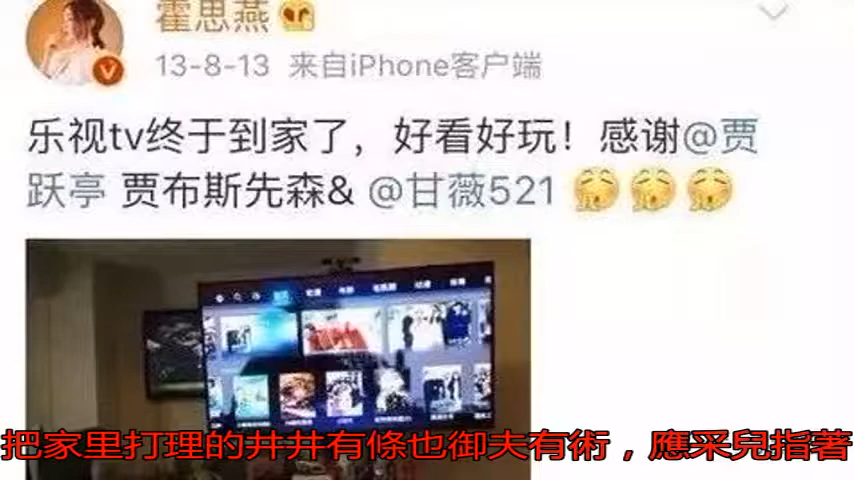 霍思燕
13-8-13 来自iPhone客户端
乐视tv终于到家了，好看好玩！感谢@贾
跃亭 贾布斯先森& @甘薇521
把家里打理的井井有條也御夫有術，應采兒指著